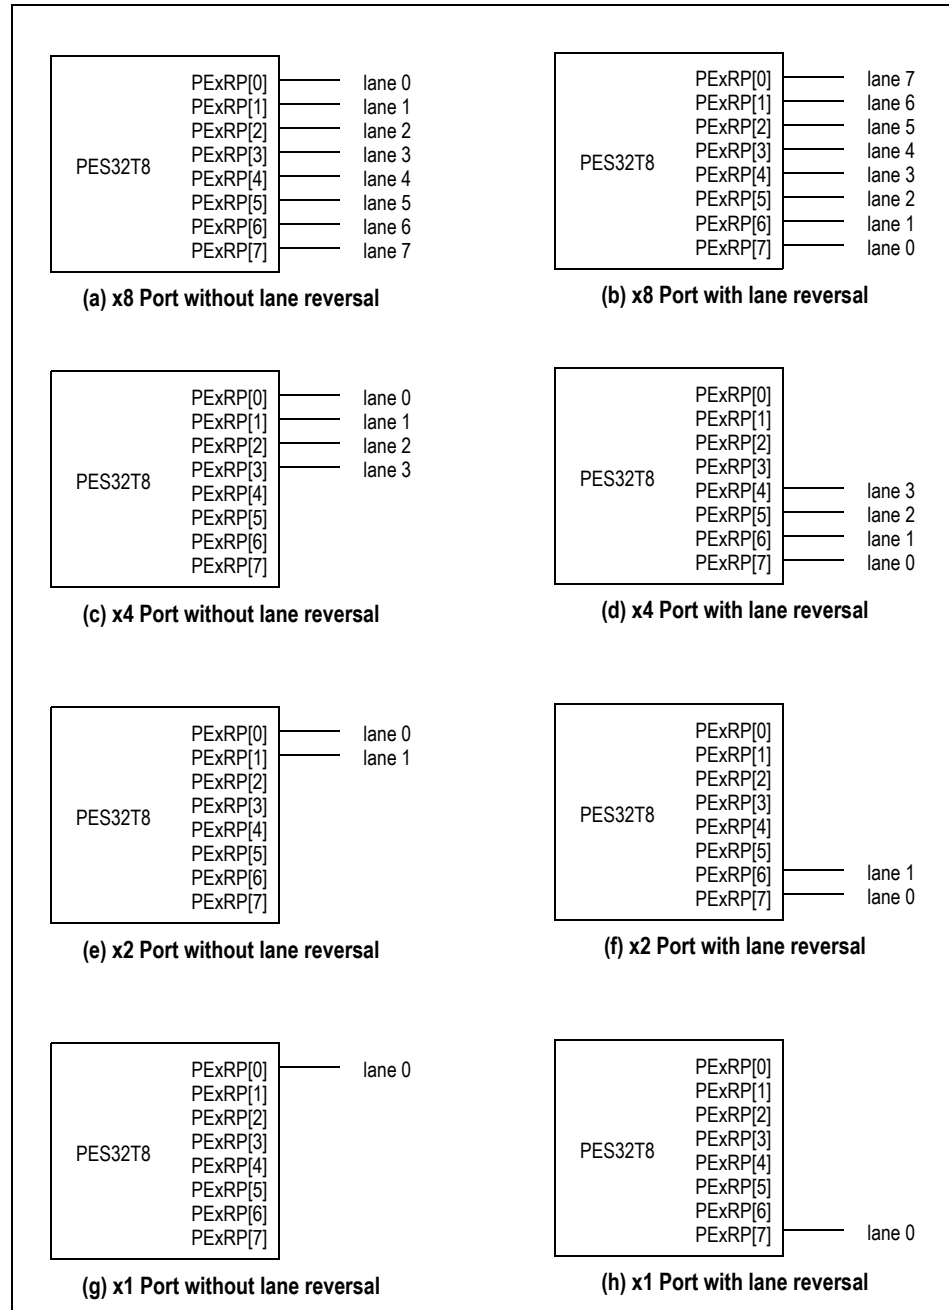 PES32T8
PExRP[0] lane 0
PExRP[1] lane 1
PExRP[2] lane 2
PExRP[3] lane 3
PExRP[4] lane 4
PExRP[5] lane 5
PExRP[6] lane 6
PExRP[7] lane 7
(a) x8 Port without lane reversal
PES32T8
PExRP[0] lane 7
PExRP[1] lane 6
PExRP[2] lane 5
PExRP[3] lane 4
PExRP[4] lane 3
PExRP[5] lane 2
PExRP[6] lane 1
PExRP[7] lane 0
(b) x8 Port with lane reversal
PES32T8
PExRP[0] lane 0
PExRP[1] lane 1
PExRP[2] lane 2
PExRP[3] lane 3
PExRP[4]
PExRP[5]
PExRP[6]
PExRP[7]
(c) x4 Port without lane reversal
PES32T8
PExRP[0]
PExRP[1]
PExRP[2]
PExRP[3]
PExRP[4] lane 3
PExRP[5] lane 2
PExRP[6] lane 1
PExRP[7] lane 0
(d) x4 Port with lane reversal
PES32T8
PExRP[0] lane 0
PExRP[1] lane 1
PExRP[2]
PExRP[3]
PExRP[4]
PExRP[5]
PExRP[6]
PExRP[7]
(e) x2 Port without lane reversal
PES32T8
PExRP[0]
PExRP[1]
PExRP[2]
PExRP[3]
PExRP[4]
PExRP[5]
PExRP[6] lane 1
PExRP[7] lane 0
(f) x2 Port with lane reversal
PES32T8
PExRP[0] lane 0
PExRP[1]
PExRP[2]
PExRP[3]
PExRP[4]
PExRP[5]
PExRP[6]
PExRP[7]
(g) x1 Port without lane reversal
PES32T8
PExRP[0]
PExRP[1]
PExRP[2]
PExRP[3]
PExRP[4]
PExRP[5]
PExRP[6]
PExRP[7] lane 0
(h) x1 Port with lane reversal